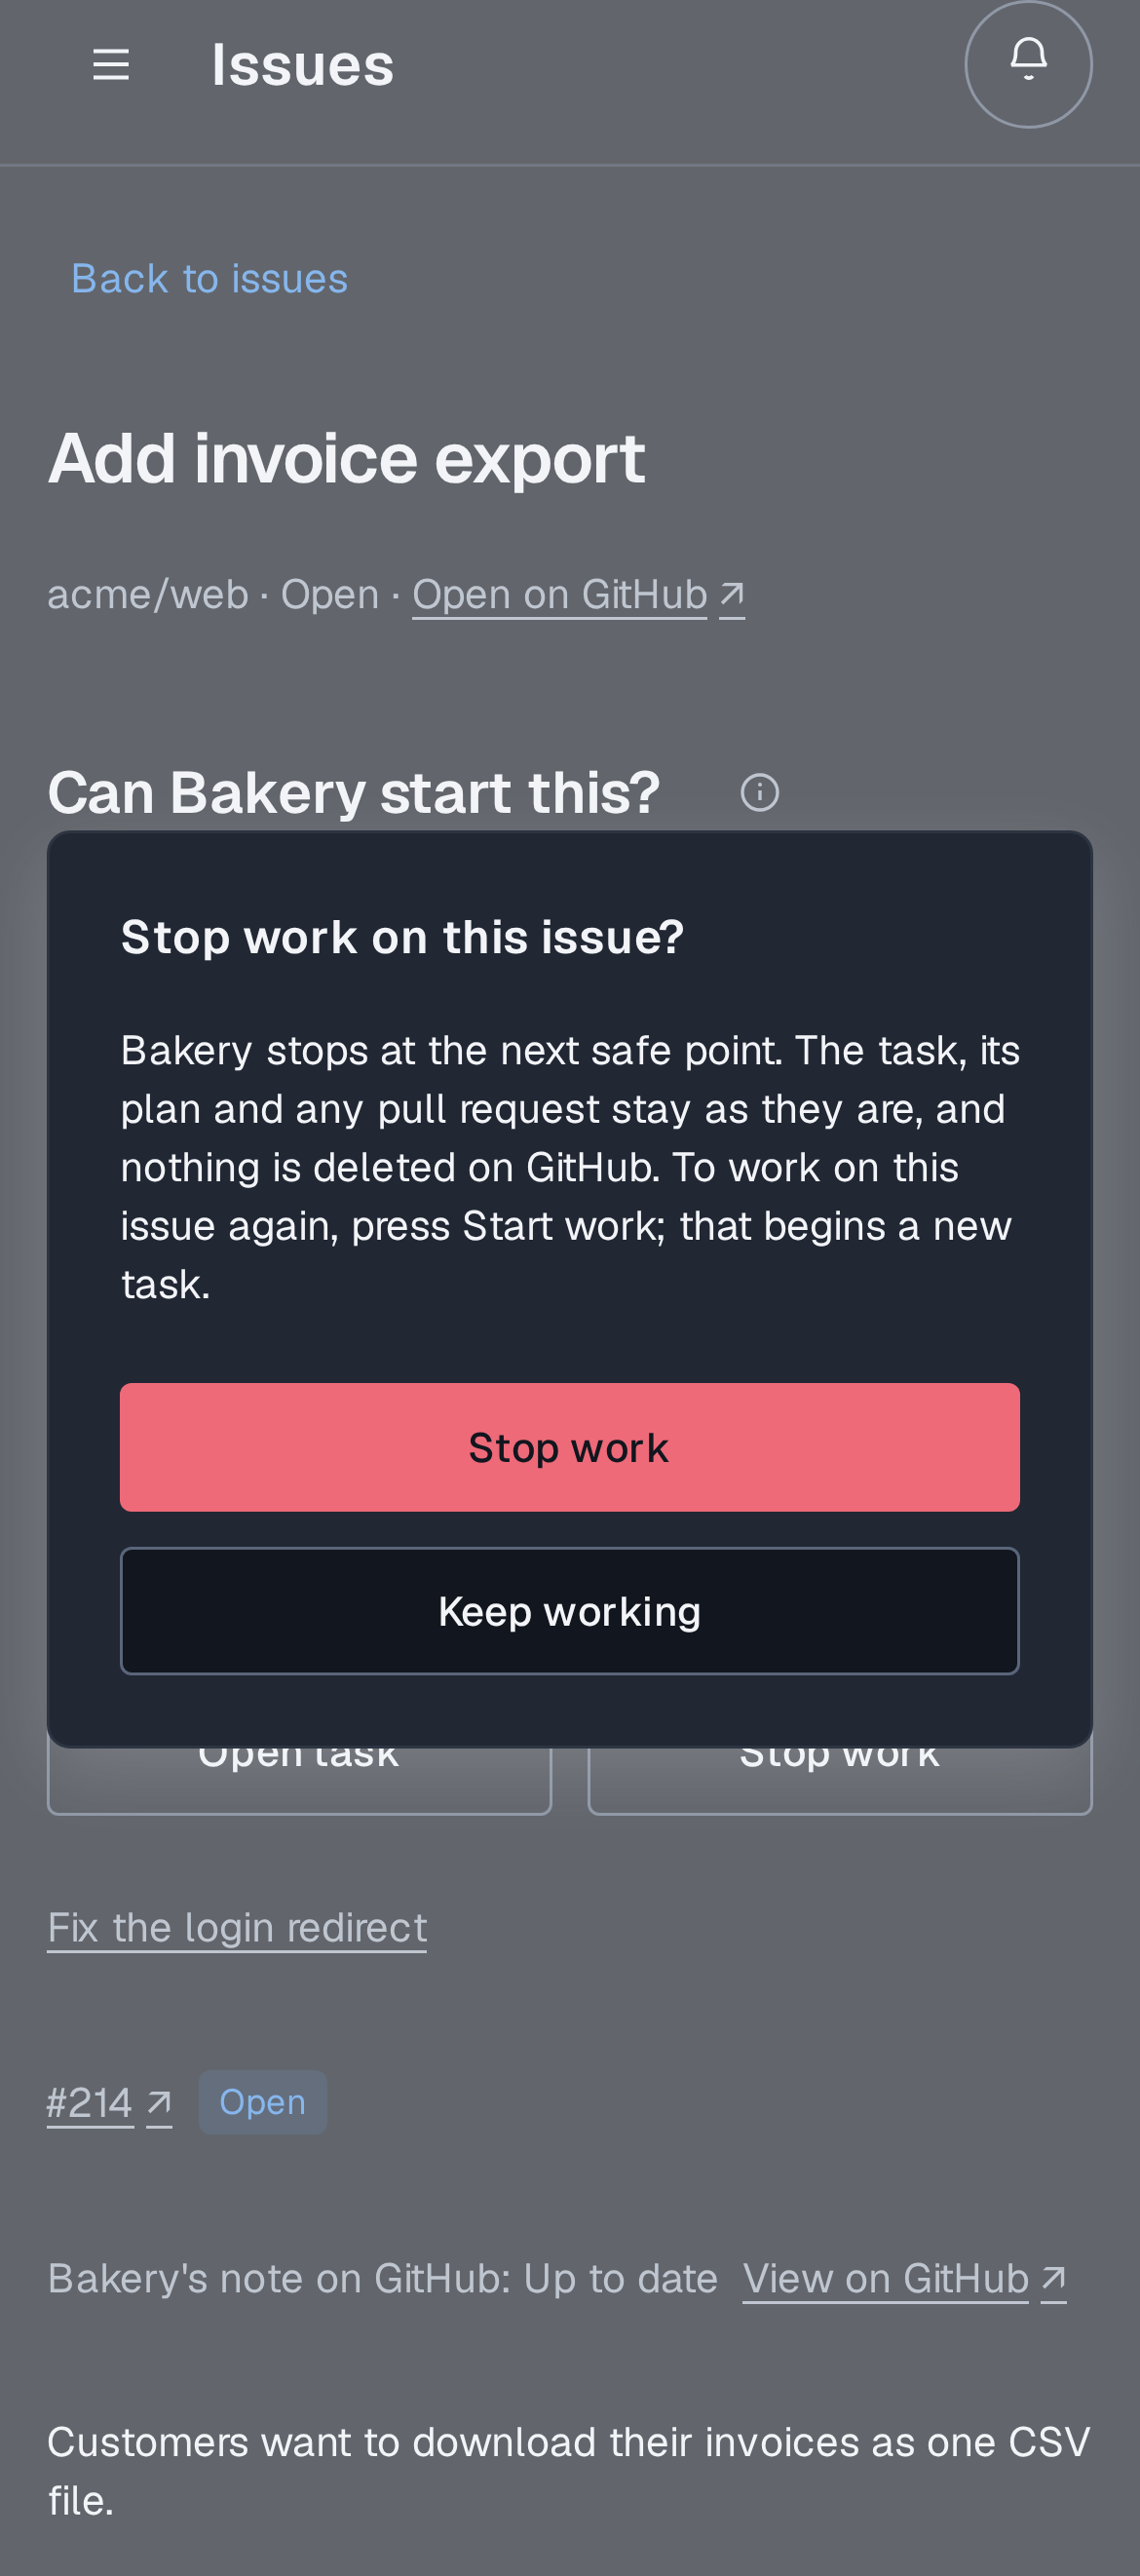 Issues
Back to issues
Add invoice export
acme/web · Open · Open on GitHub ↗
Can Bakery start this?
Stop work on this issue?
Bakery stops at the next safe point. The task, its
plan and any pull request stay as they are, and
nothing is deleted on GitHub. To work on this
issue again, press Start work; that begins a new
task.
Stop work
Keep working
Open task
Stop work
Fix the login redirect
#214 ↗ Open
Bakery's note on GitHub: Up to date View on GitHub ↗
Customers want to download their invoices as one CSV
file.